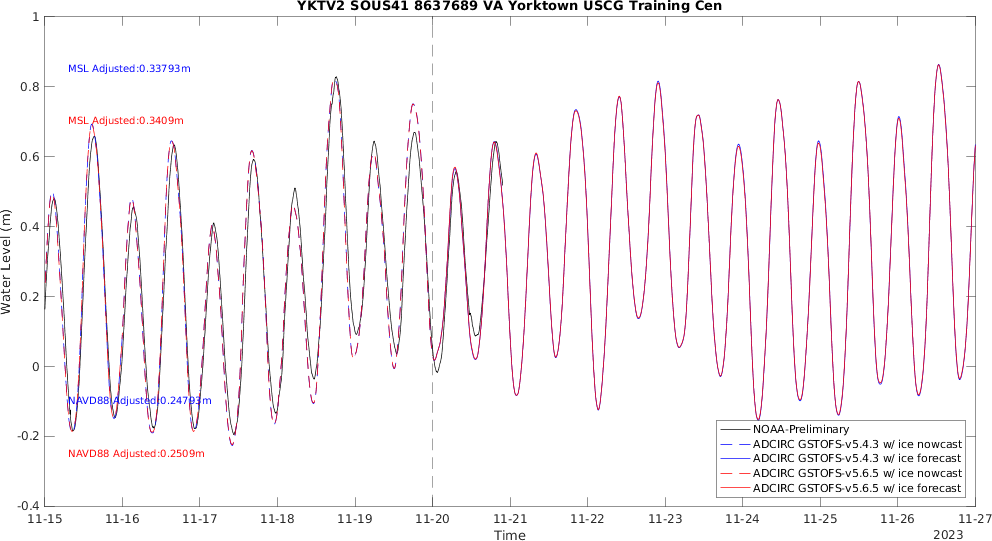 YKTV2 SOUS41 8637689 VA Yorktown USCG Training Cen
1
0.8
0.6
0.4
0.2
0
-0.2
-0.4
Water Level (m)
MSL Adjusted:0.33793m
MSL Adjusted:0.3409m
NAVD88 Adjusted:0.24793m
NAVD88 Adjusted:0.2509m
NOAA-Preliminary
ADCIRC GSTOFS-v5.4.3 w/ ice nowcast
ADCIRC GSTOFS-v5.4.3 w/ ice forecast
ADCIRC GSTOFS-v5.6.5 w/ ice nowcast
ADCIRC GSTOFS-v5.6.5 w/ ice forecast
11-15 11-16 11-17 11-18 11-19 11-20 11-21 11-22 11-23 11-24 11-25 11-26 11-27
Time
2023